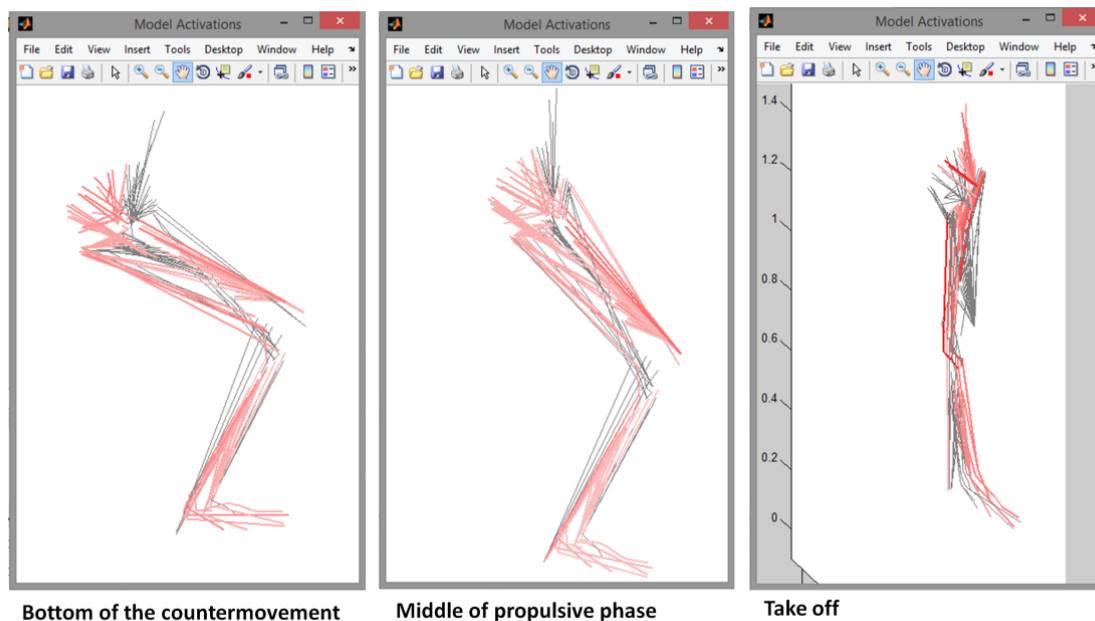 Model Activations
File Edit View Insert Tools Desktop Window Help
Model Activations
File Edit View Insert Tools Desktop Window Help
Model Activations
File Edit View Insert Tools Desktop Window Help
1.4
1.2
1
0.8
0.6
0.4
0.2
0
Bottom of the countermovement
Middle of propulsive phase
Take off